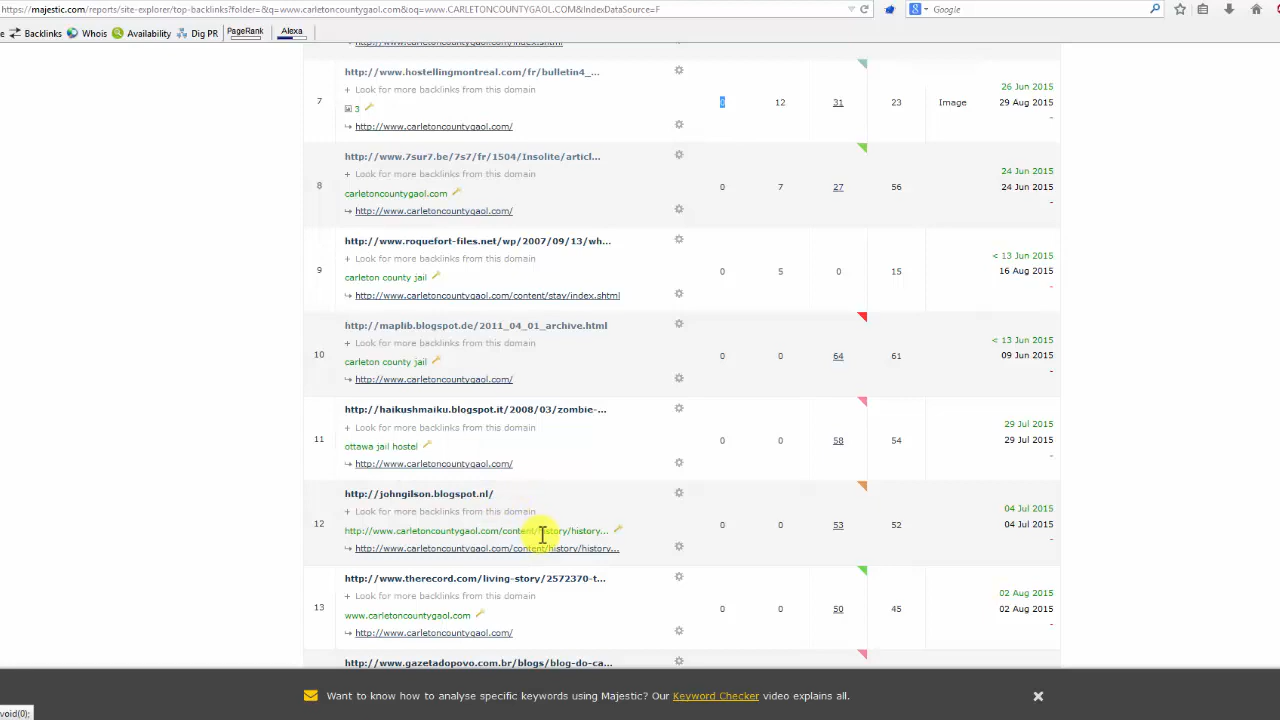 https://majestic.com/reports/site-explorer/top-backlinks?folder=&q=www.carletoncountygaol.com&oq=www.CARLETONCOUNTYGAOL.COM&IndexDataSource=F
Google
Backlinks Whois Availability Dig PR PageRank Alexa
7
http://www.hostellingmontreal.com/fr/bulletin4_...
+ Look for more backlinks from this domain
3
http://www.carletoncountygaol.com/
0 12 31 23 Image
26 Jun 2015
29 Aug 2015
-
8
http://www.7sur7.be/7s7/fr/1504/Insolite/articl...
+ Look for more backlinks from this domain
carletoncountygaol.com
http://www.carletoncountygaol.com/
0 7 27 56
24 Jun 2015
24 Jun 2015
-
9
http://www.roquefort-files.net/wp/2007/09/13/wh...
+ Look for more backlinks from this domain
carleton county jail
http://www.carletoncountygaol.com/content/stay/index.shtml
0 5 0 15
< 13 Jun 2015
16 Aug 2015
-
10
http://maplib.blogspot.de/2011_04_01_archive.html
+ Look for more backlinks from this domain
carleton county jail
http://www.carletoncountygaol.com/
0 0 64 61
< 13 Jun 2015
09 Jun 2015
-
11
http://haikushmaiku.blogspot.it/2008/03/zombie-...
+ Look for more backlinks from this domain
ottawa jail hostel
http://www.carletoncountygaol.com/
0 0 58 54
29 Jul 2015
29 Jul 2015
-
12
http://johngilson.blogspot.nl/
+ Look for more backlinks from this domain
http://www.carletoncountygaol.com/content/history/history...
http://www.carletoncountygaol.com/content/history/history...
0 0 53 52
04 Jul 2015
04 Jul 2015
-
13
http://www.therecord.com/living-story/2572370-t...
+ Look for more backlinks from this domain
www.carletoncountygaol.com
http://www.carletoncountygaol.com/
0 0 50 45
02 Aug 2015
02 Aug 2015
-
http://www.gazetadopovo.com.br/blogs/blog-do-ca...
Want to know how to analyse specific keywords using Majestic? Our Keyword Checker video explains all.
void(0);